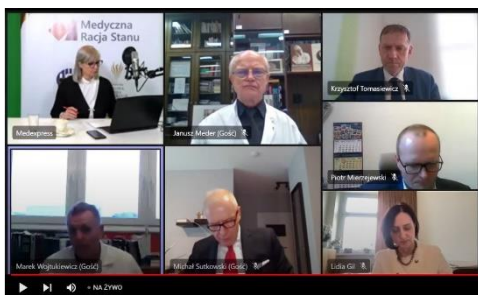 Medyczna
Racja Stanu
Medexpress
Janusz Meder (Gość)
Krzysztof Tomasiewicz
Piotr Mierzejewski
Marek Wojtukiewicz (Gość)
Michał Sutkowski (Gość)
Lidia Gil
NA ŻYWO